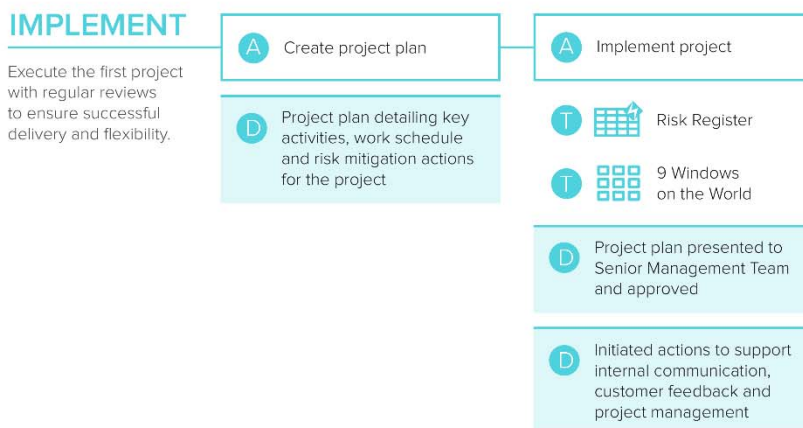 IMPLEMENT
Execute the first project
with regular reviews
to ensure successful
delivery and flexibility.
A Create project plan
D Project plan detailing key
activities, work schedule
and risk mitigation actions
for the project
A Implement project
T Risk Register
T 9 Windows
on the World
D Project plan presented to
Senior Management Team
and approved
D Initiated actions to support
internal communication,
customer feedback and
project management